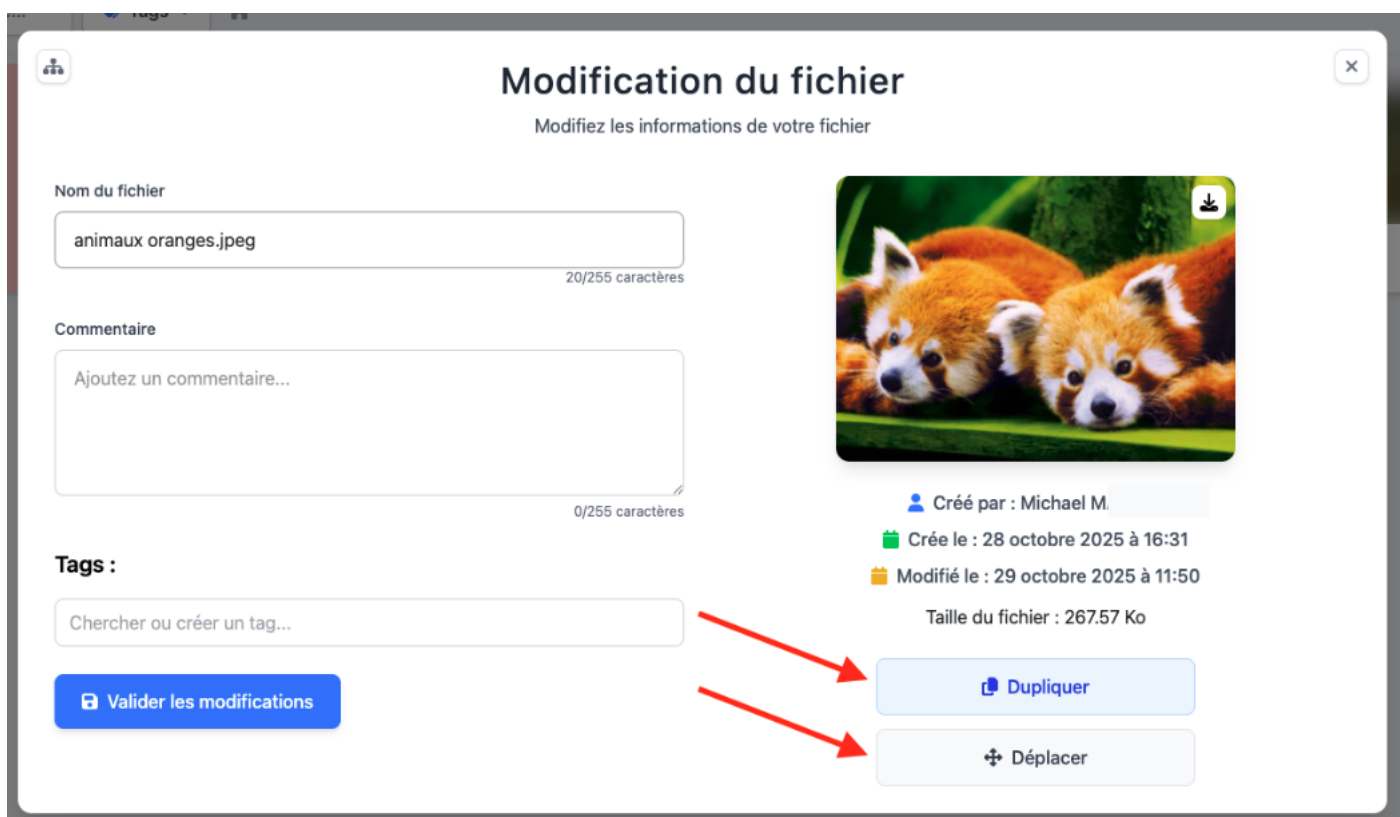 Tags
Modification du fichier
Modifiez les informations de votre fichier
Nom du fichier
animaux oranges.jpeg
20/255 caractères
Commentaire
Ajoutez un commentaire...
0/255 caractères
Tags :
Chercher ou créer un tag...
Valider les modifications
Créé par : Michael M.
Crée le : 28 octobre 2025 à 16:31
Modifié le : 29 octobre 2025 à 11:50
Taille du fichier : 267.57 Ko
Dupliquer
Déplacer